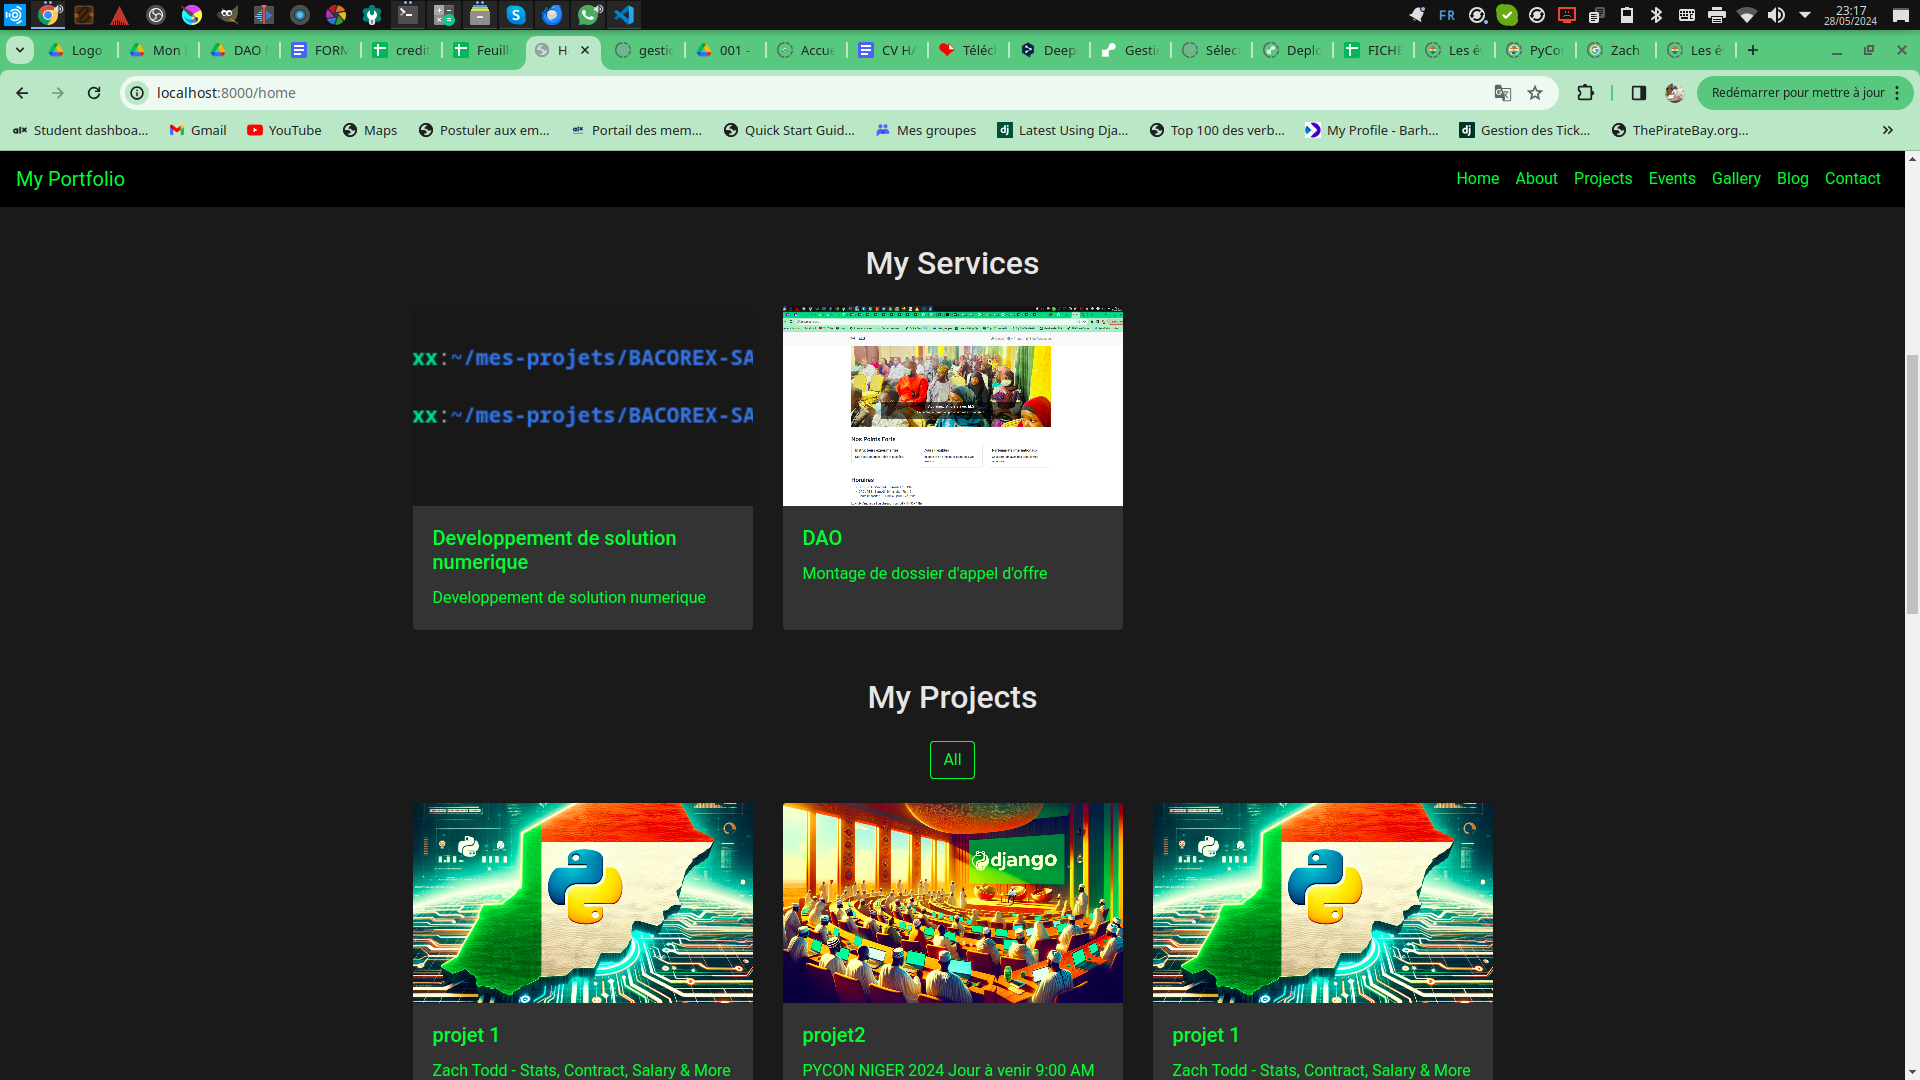 FR
23:17
28/05/2024
Logo
Mon
DAO
FORM
credit
Feuill
H
gestic
001 -
Accue
CV HA
Téléc
Deep
Gesti
Sélec
Deplo
FICHE
Les é
PyCo
Zach
Les é
localhost:8000/home
Redémarrer pour mettre à jour
Student dashboa...
Gmail
YouTube
Maps
Postuler aux em...
Portail des mem...
Quick Start Guid...
Mes groupes
Latest Using Dja...
Top 100 des verb...
My Profile - Barh...
Gestion des Tick...
ThePirateBay.org...
My Portfolio
Home About Projects Events Gallery Blog Contact
My Services
xx:~/mes-projets/BACOREX-SA
xx:~/mes-projets/BACOREX-SA
Nos Points Forts
Horaires
Developpement de solution
numerique
Developpement de solution numerique
DAO
Montage de dossier d'appel d'offre
My Projects
All
django
projet 1
Zach Todd - Stats, Contract, Salary & More
projet2
PYCON NIGER 2024 Jour à venir 9:00 AM
projet 1
Zach Todd - Stats, Contract, Salary & More